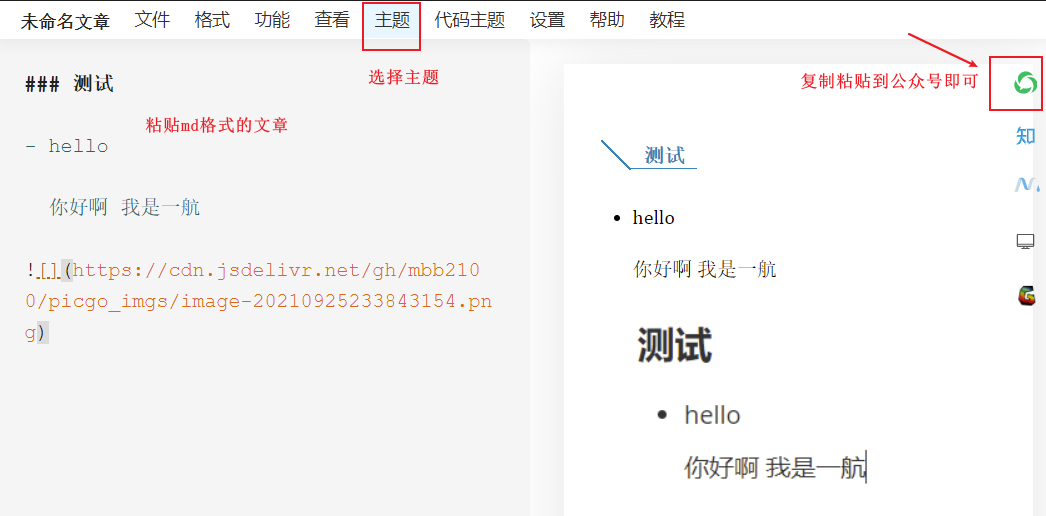 未命名文章 文件 格式 功能 查看 主题 代码主题 设置 帮助 教程
选择主题
复制粘贴到公众号即可
### 测试
粘贴md格式的文章
- hello
你好啊 我是一航
![](https://cdn.jsdelivr.net/gh/mbb210
0/picgo_imgs/image-20210925233843154.pn
g)
知
测试
• hello
你好啊 我是一航
测试
• hello
你好啊 我是一航